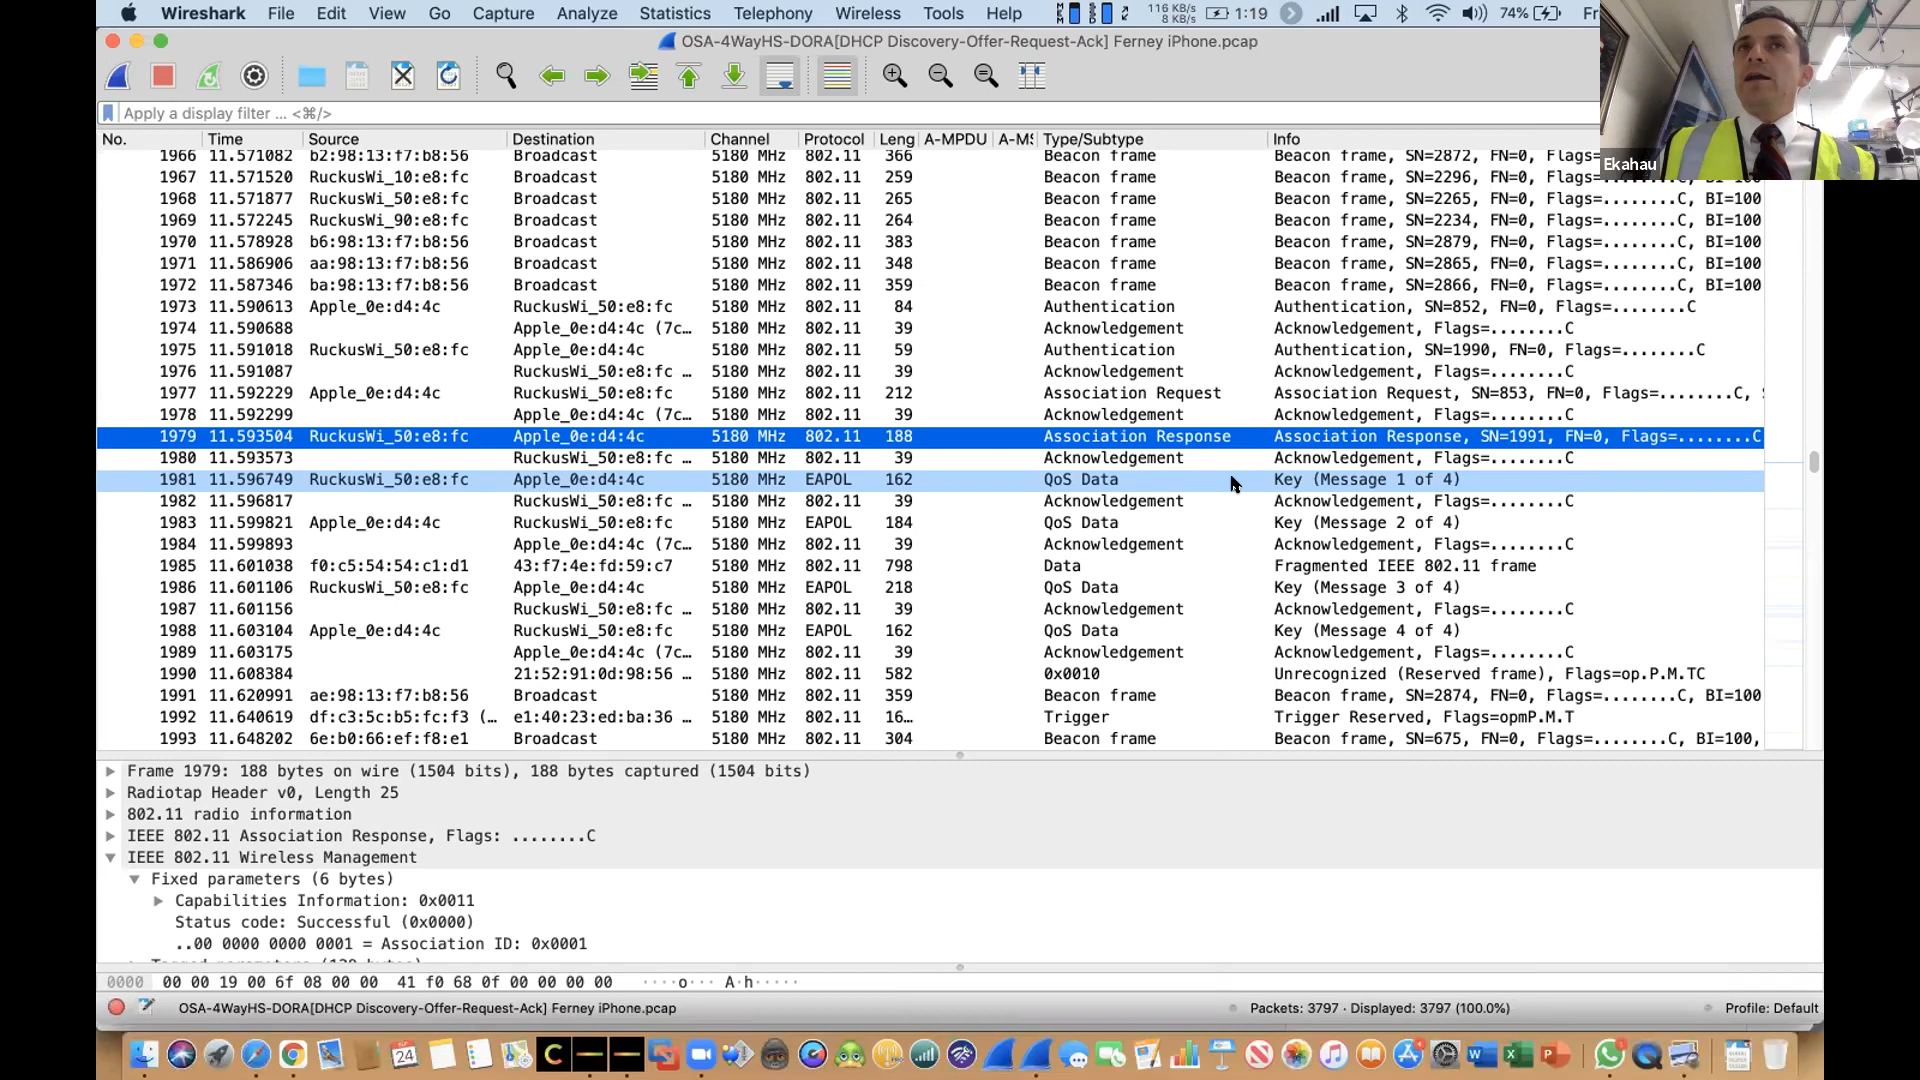 Wireshark File Edit View Go Capture Analyze Statistics Telephony Wireless Tools Help 116 KB/s 8 KB/s 1:19 74% Fr
OSA-4WayHS-DORA[DHCP Discovery-Offer-Request-Ack] Ferney iPhone.pcap
Apply a display filter ... <⌘/>
No. Time Source Destination Channel Protocol Leng A-MPDU A-MS Type/Subtype Info
Ekahau
1966 11.571082 b2:98:13:f7:b8:56 Broadcast 5180 MHz 802.11 366 Beacon frame Beacon frame, SN=2872, FN=0, Flags=
1967 11.571520 RuckusWi_10:e8:fc Broadcast 5180 MHz 802.11 259 Beacon frame Beacon frame, SN=2296, FN=0, Flags=........C, BI=100
1968 11.571877 RuckusWi_50:e8:fc Broadcast 5180 MHz 802.11 265 Beacon frame Beacon frame, SN=2265, FN=0, Flags=........C, BI=100
1969 11.572245 RuckusWi_90:e8:fc Broadcast 5180 MHz 802.11 264 Beacon frame Beacon frame, SN=2234, FN=0, Flags=........C, BI=100
1970 11.578928 b6:98:13:f7:b8:56 Broadcast 5180 MHz 802.11 383 Beacon frame Beacon frame, SN=2879, FN=0, Flags=........C, BI=100
1971 11.586906 aa:98:13:f7:b8:56 Broadcast 5180 MHz 802.11 348 Beacon frame Beacon frame, SN=2865, FN=0, Flags=........C, BI=100
1972 11.587346 ba:98:13:f7:b8:56 Broadcast 5180 MHz 802.11 359 Beacon frame Beacon frame, SN=2866, FN=0, Flags=........C, BI=100
1973 11.590613 Apple_0e:d4:4c RuckusWi_50:e8:fc 5180 MHz 802.11 84 Authentication Authentication, SN=852, FN=0, Flags=........C
1974 11.590688 Apple_0e:d4:4c (7c… 5180 MHz 802.11 39 Acknowledgement Acknowledgement, Flags=........C
1975 11.591018 RuckusWi_50:e8:fc Apple_0e:d4:4c 5180 MHz 802.11 59 Authentication Authentication, SN=1990, FN=0, Flags=........C
1976 11.591087 RuckusWi_50:e8:fc … 5180 MHz 802.11 39 Acknowledgement Acknowledgement, Flags=........C
1977 11.592229 Apple_0e:d4:4c RuckusWi_50:e8:fc 5180 MHz 802.11 212 Association Request Association Request, SN=853, FN=0, Flags=........C,
1978 11.592299 Apple_0e:d4:4c (7c… 5180 MHz 802.11 39 Acknowledgement Acknowledgement, Flags=........C
1979 11.593504 RuckusWi_50:e8:fc Apple_0e:d4:4c 5180 MHz 802.11 188 Association Response Association Response, SN=1991, FN=0, Flags=........C
1980 11.593573 RuckusWi_50:e8:fc … 5180 MHz 802.11 39 Acknowledgement Acknowledgement, Flags=........C
1981 11.596749 RuckusWi_50:e8:fc Apple_0e:d4:4c 5180 MHz EAPOL 162 QoS Data Key (Message 1 of 4)
1982 11.596817 RuckusWi_50:e8:fc … 5180 MHz 802.11 39 Acknowledgement Acknowledgement, Flags=........C
1983 11.599821 Apple_0e:d4:4c RuckusWi_50:e8:fc 5180 MHz EAPOL 184 QoS Data Key (Message 2 of 4)
1984 11.599893 Apple_0e:d4:4c (7c… 5180 MHz 802.11 39 Acknowledgement Acknowledgement, Flags=........C
1985 11.601038 f0:c5:54:54:c1:d1 43:f7:4e:fd:59:c7 5180 MHz 802.11 798 Data Fragmented IEEE 802.11 frame
1986 11.601106 RuckusWi_50:e8:fc Apple_0e:d4:4c 5180 MHz EAPOL 218 QoS Data Key (Message 3 of 4)
1987 11.601156 RuckusWi_50:e8:fc … 5180 MHz 802.11 39 Acknowledgement Acknowledgement, Flags=........C
1988 11.603104 Apple_0e:d4:4c RuckusWi_50:e8:fc 5180 MHz EAPOL 162 QoS Data Key (Message 4 of 4)
1989 11.603175 Apple_0e:d4:4c (7c… 5180 MHz 802.11 39 Acknowledgement Acknowledgement, Flags=........C
1990 11.608384 21:52:91:0d:98:56 … 5180 MHz 802.11 582 0x0010 Unrecognized (Reserved frame), Flags=op.P.M.TC
1991 11.620991 ae:98:13:f7:b8:56 Broadcast 5180 MHz 802.11 359 Beacon frame Beacon frame, SN=2874, FN=0, Flags=........C, BI=100
1992 11.640619 df:c3:5c:b5:fc:f3 (… e1:40:23:ed:ba:36 … 5180 MHz 802.11 16… Trigger Trigger Reserved, Flags=opmP.M.T
1993 11.648202 6e:b0:66:ef:f8:e1 Broadcast 5180 MHz 802.11 304 Beacon frame Beacon frame, SN=675, FN=0, Flags=........C, BI=100,
Frame 1979: 188 bytes on wire (1504 bits), 188 bytes captured (1504 bits)
Radiotap Header v0, Length 25
802.11 radio information
IEEE 802.11 Association Response, Flags: ........C
IEEE 802.11 Wireless Management
Fixed parameters (6 bytes)
Capabilities Information: 0x0011
Status code: Successful (0x0000)
..00 0000 0000 0001 = Association ID: 0x0001
0000 00 00 19 00 6f 08 00 00 41 f0 68 0f 00 00 00 00 ····o··· A·h·····
OSA-4WayHS-DORA[DHCP Discovery-Offer-Request-Ack] Ferney iPhone.pcap Packets: 3797 · Displayed: 3797 (100.0%) Profile: Default
24